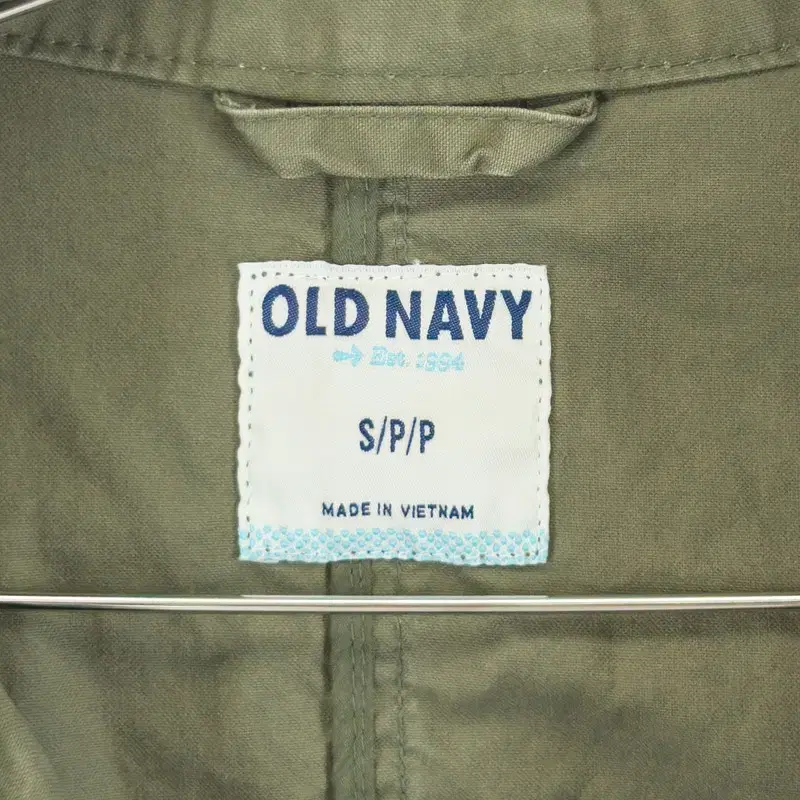 OLD NAVY
Est. 1994
S/P/P
MADE IN VIETNAM